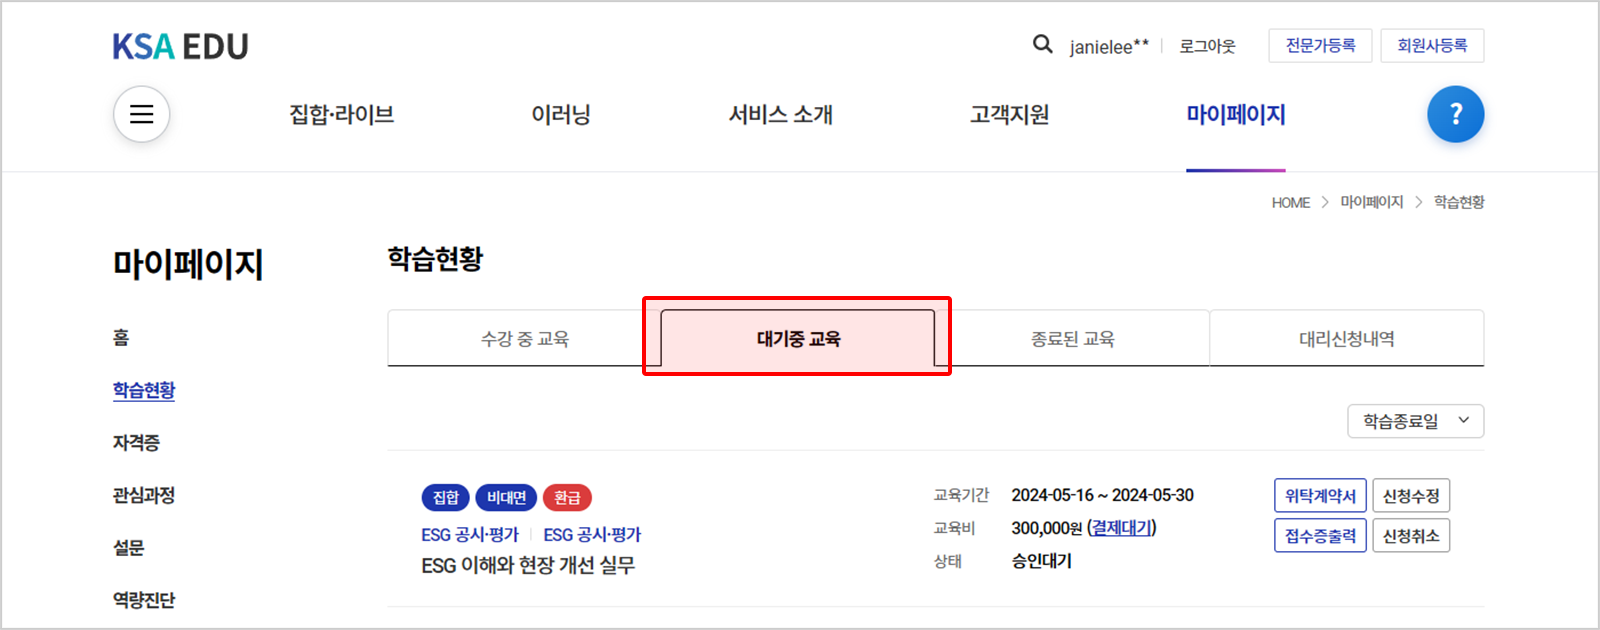 KSA EDU
janielee** 로그아웃 전문가등록 회원사등록
집합·라이브 이러닝 서비스 소개 고객지원 마이페이지 ?
HOME > 마이페이지 > 학습현황
마이페이지
홈
학습현황
자격증
관심과정
설문
역량진단
학습현황
수강 중 교육 대기중 교육 종료된 교육 대리신청내역
학습종료일
집합 비대면 환급
ESG 공시·평가 ESG 공시·평가
ESG 이해와 현장 개선 실무
교육기간 2024-05-16 ~ 2024-05-30
교육비 300,000원 (결제대기)
상태 승인대기
위탁계약서 신청수정
접수증출력 신청취소